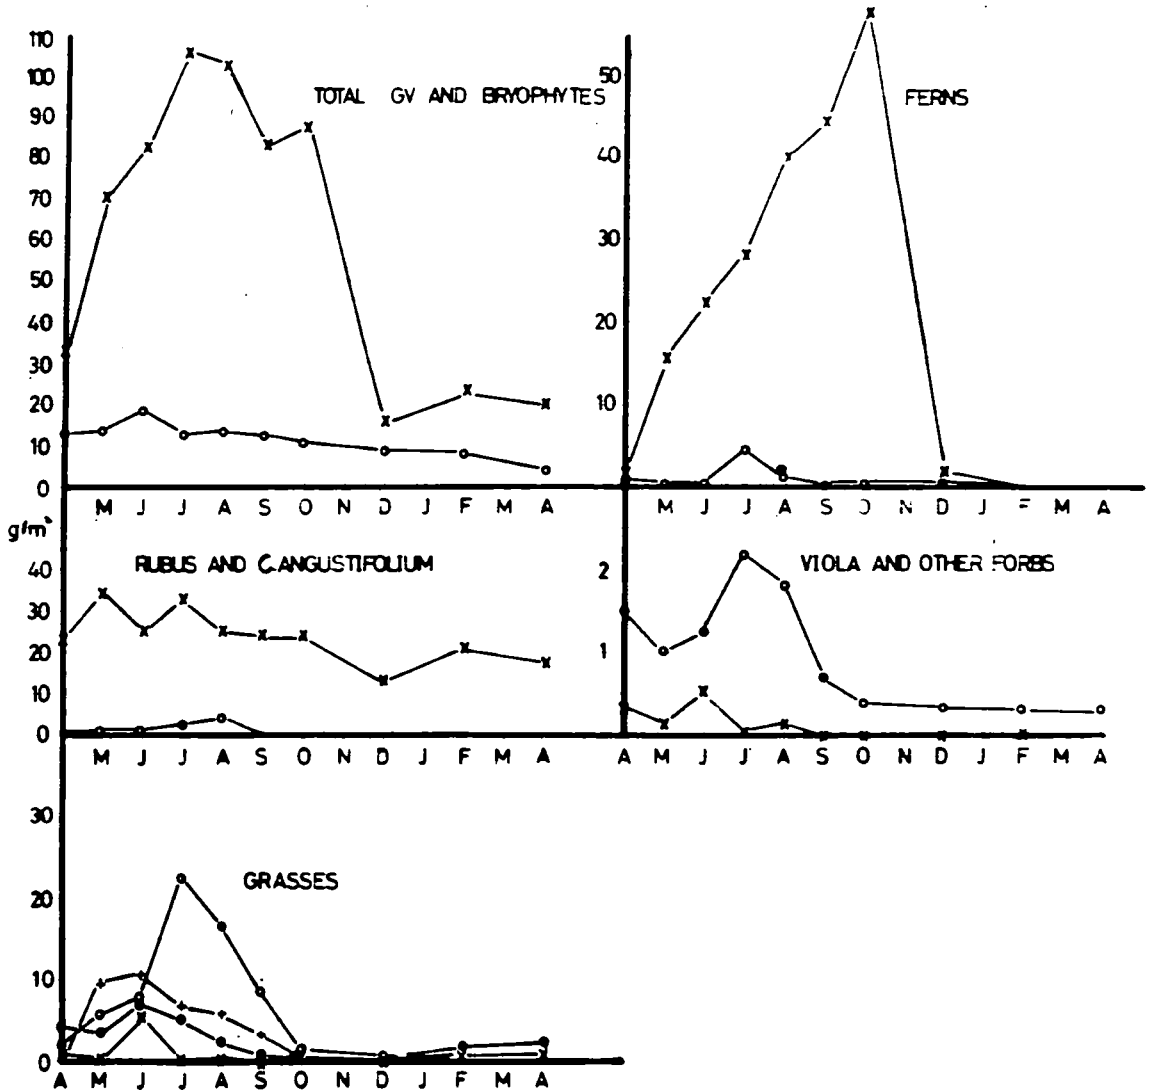 110
100
90
80
70
60
50
40
30
20
10
0
TOTAL GV AND BRYOPHYTES
M J J A S O N D J F M A
50
40
30
20
10
FERNS
M J J A S O N D J F M A
g/m²
40
30
20
10
0
RUBUS AND C.ANGUSTIFOLIUM
M J J A S O N D J F M A
2
1
VIOLA AND OTHER FORBS
A M J J A S O N D J F M A
30
20
10
0
GRASSES
A M J J A S O N D J F M A